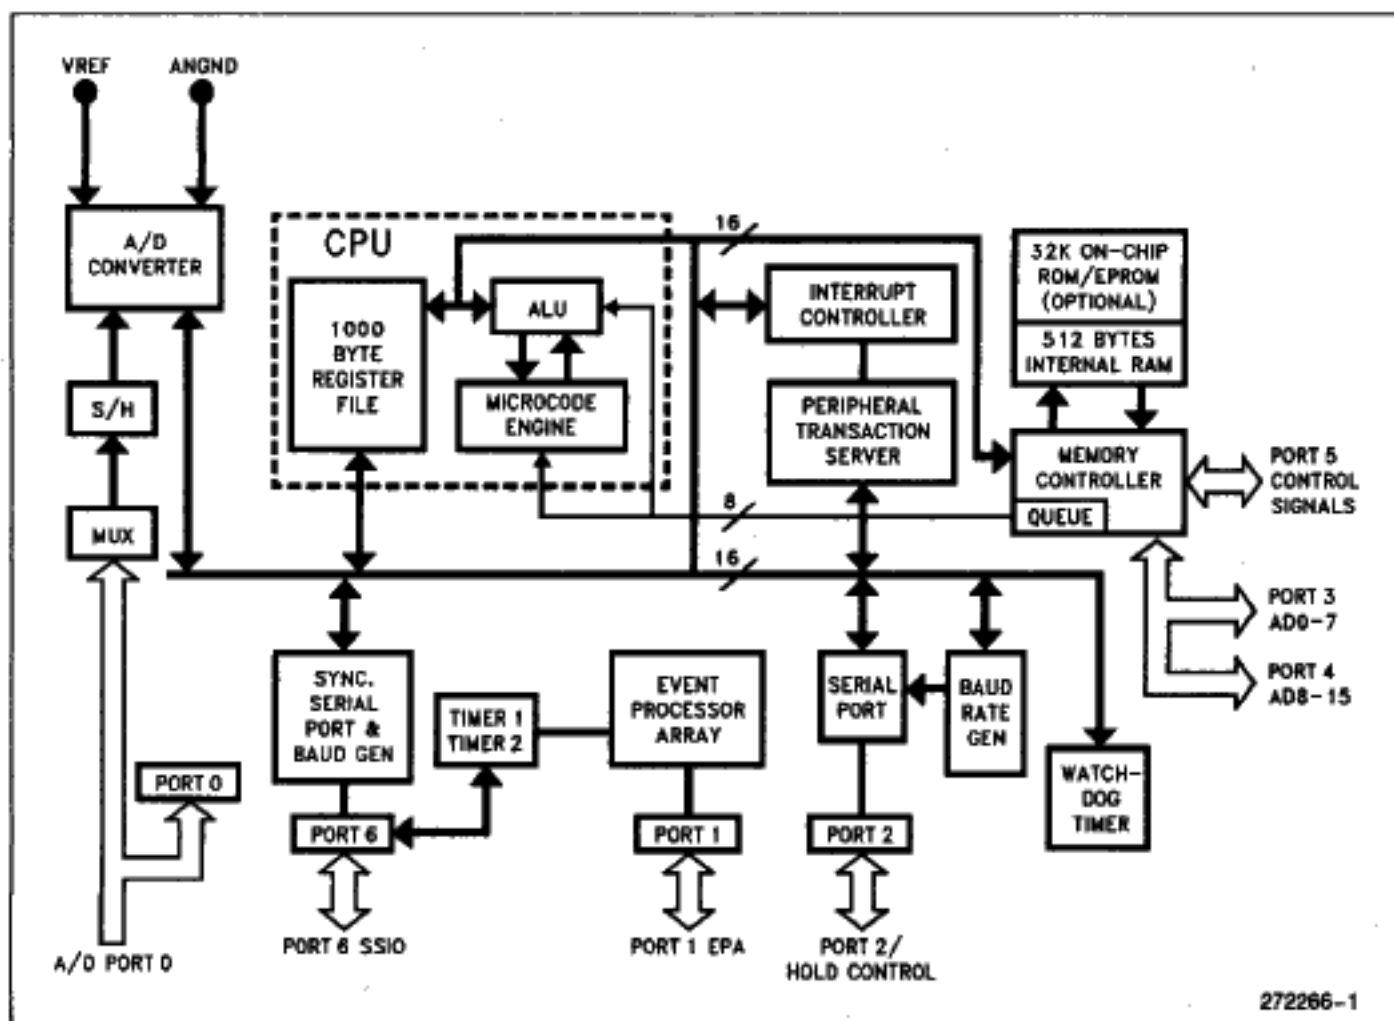 VREF
ANGND
A/D
CONVERTER
S/H
MUX
PORT 0
A/D PORT 0
CPU
1000
BYTE
REGISTER
FILE
ALU
MICROCODE
ENGINE
16
INTERRUPT
CONTROLLER
PERIPHERAL
TRANSACTION
SERVER
32K ON-CHIP
ROM/EPROM
(OPTIONAL)
512 BYTES
INTERNAL RAM
MEMORY
CONTROLLER
QUEUE
PORT 5
CONTROL
SIGNALS
8
16
PORT 3
AD0-7
PORT 4
AD8-15
SYNC.
SERIAL
PORT &
BAUD GEN
TIMER 1
TIMER 2
EVENT
PROCESSOR
ARRAY
SERIAL
PORT
BAUD
RATE
GEN
WATCH-
DOG
TIMER
PORT 6
PORT 1
PORT 2
PORT 6 SSIO
PORT 1 EPA
PORT 2/
HOLD CONTROL
272266-1